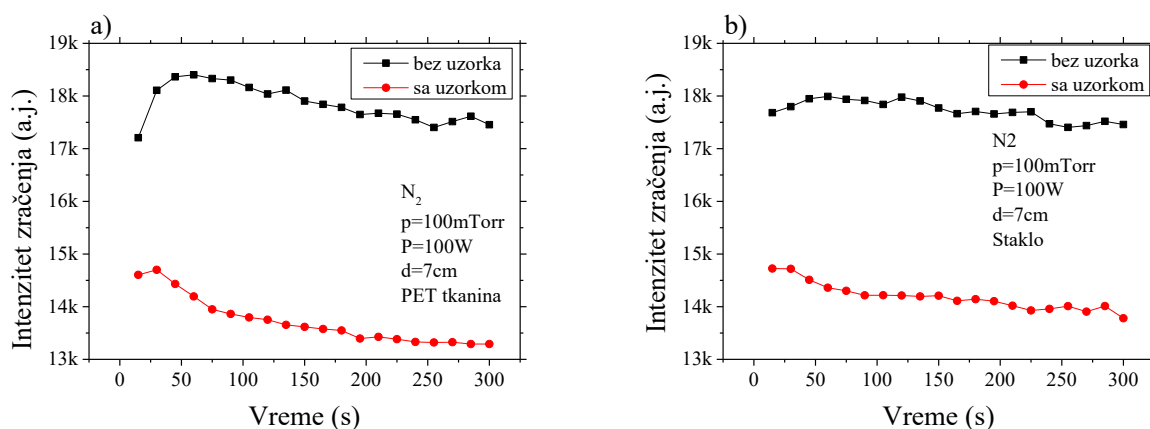 a)
19k
18k
17k
16k
15k
14k
13k
Intenzitet zračenja (a.j.)
bez uzorka
sa uzorkom
N₂
p=100mTorr
P=100W
d=7cm
PET tkanina
0 50 100 150 200 250 300
Vreme (s)
b)
19k
18k
17k
16k
15k
14k
13k
Intenzitet zračenja (a.j.)
bez uzorka
sa uzorkom
N2
p=100mTorr
P=100W
d=7cm
Staklo
0 50 100 150 200 250 300
Vreme (s)